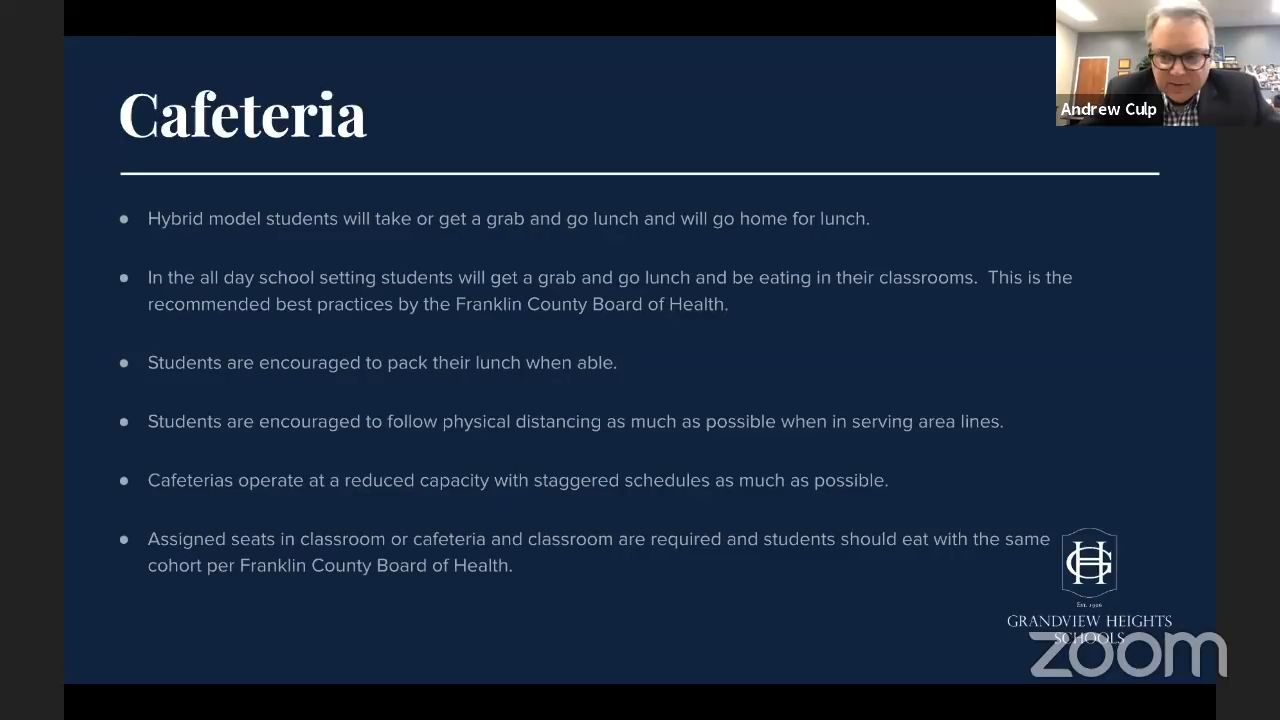 Cafeteria
Andrew Culp
● Hybrid model students will take or get a grab and go lunch and will go home for lunch.
● In the all day school setting students will get a grab and go lunch and be eating in their classrooms.  This is the
recommended best practices by the Franklin County Board of Health.
● Students are encouraged to pack their lunch when able.
● Students are encouraged to follow physical distancing as much as possible when in serving area lines.
● Cafeterias operate at a reduced capacity with staggered schedules as much as possible.
● Assigned seats in classroom or cafeteria and classroom are required and students should eat with the same
cohort per Franklin County Board of Health.
GH
Est. 1906
GRANDVIEW HEIGHTS
SCHOOLS
zoom